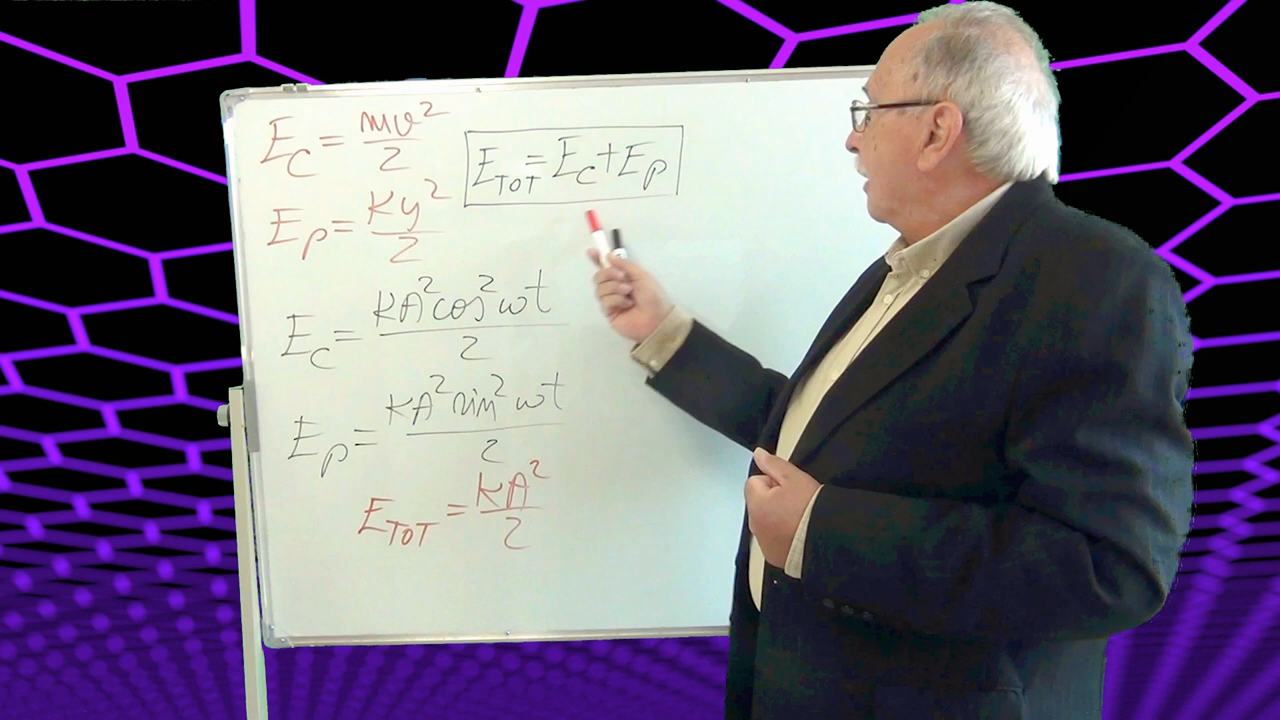 E_C = mv²/2
E_TOT = E_C + E_P
E_P = Ky²/2
E_C = KA²cos²ωt/2
E_P = KA²sin²ωt/2
E_TOT = KA²/2